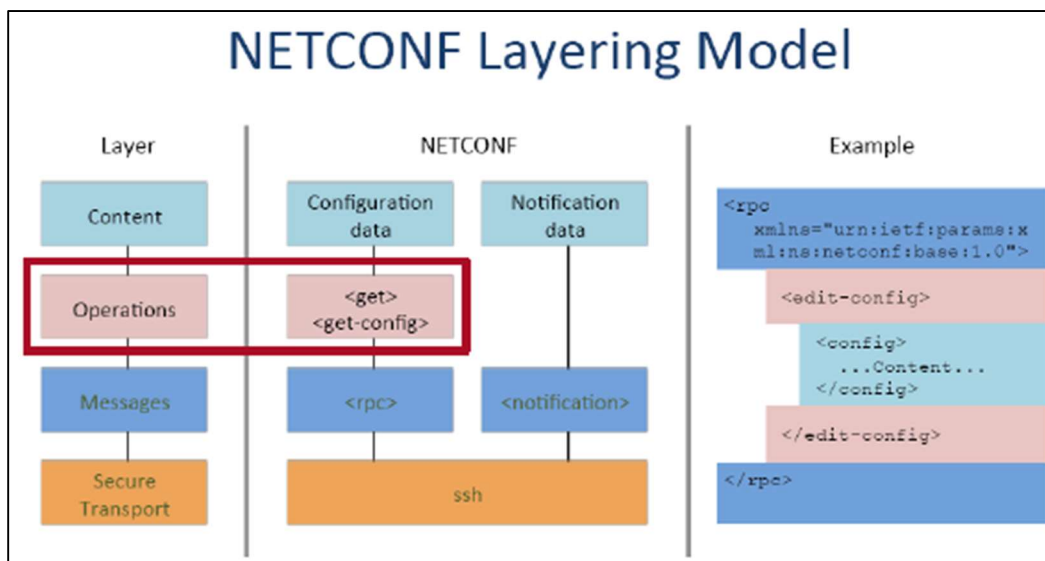 NETCONF Layering Model
Layer
NETCONF
Example
Content
Configuration
data
Notification
data
Operations
<get>
<get-config>
Messages
<rpc>
<notification>
Secure
Transport
ssh
<rpc
xmlns="urn:ietf:params:x
ml:ns:netconf:base:1.0">
<edit-config>
<config>
...Content...
</config>
</edit-config>
</rpc>